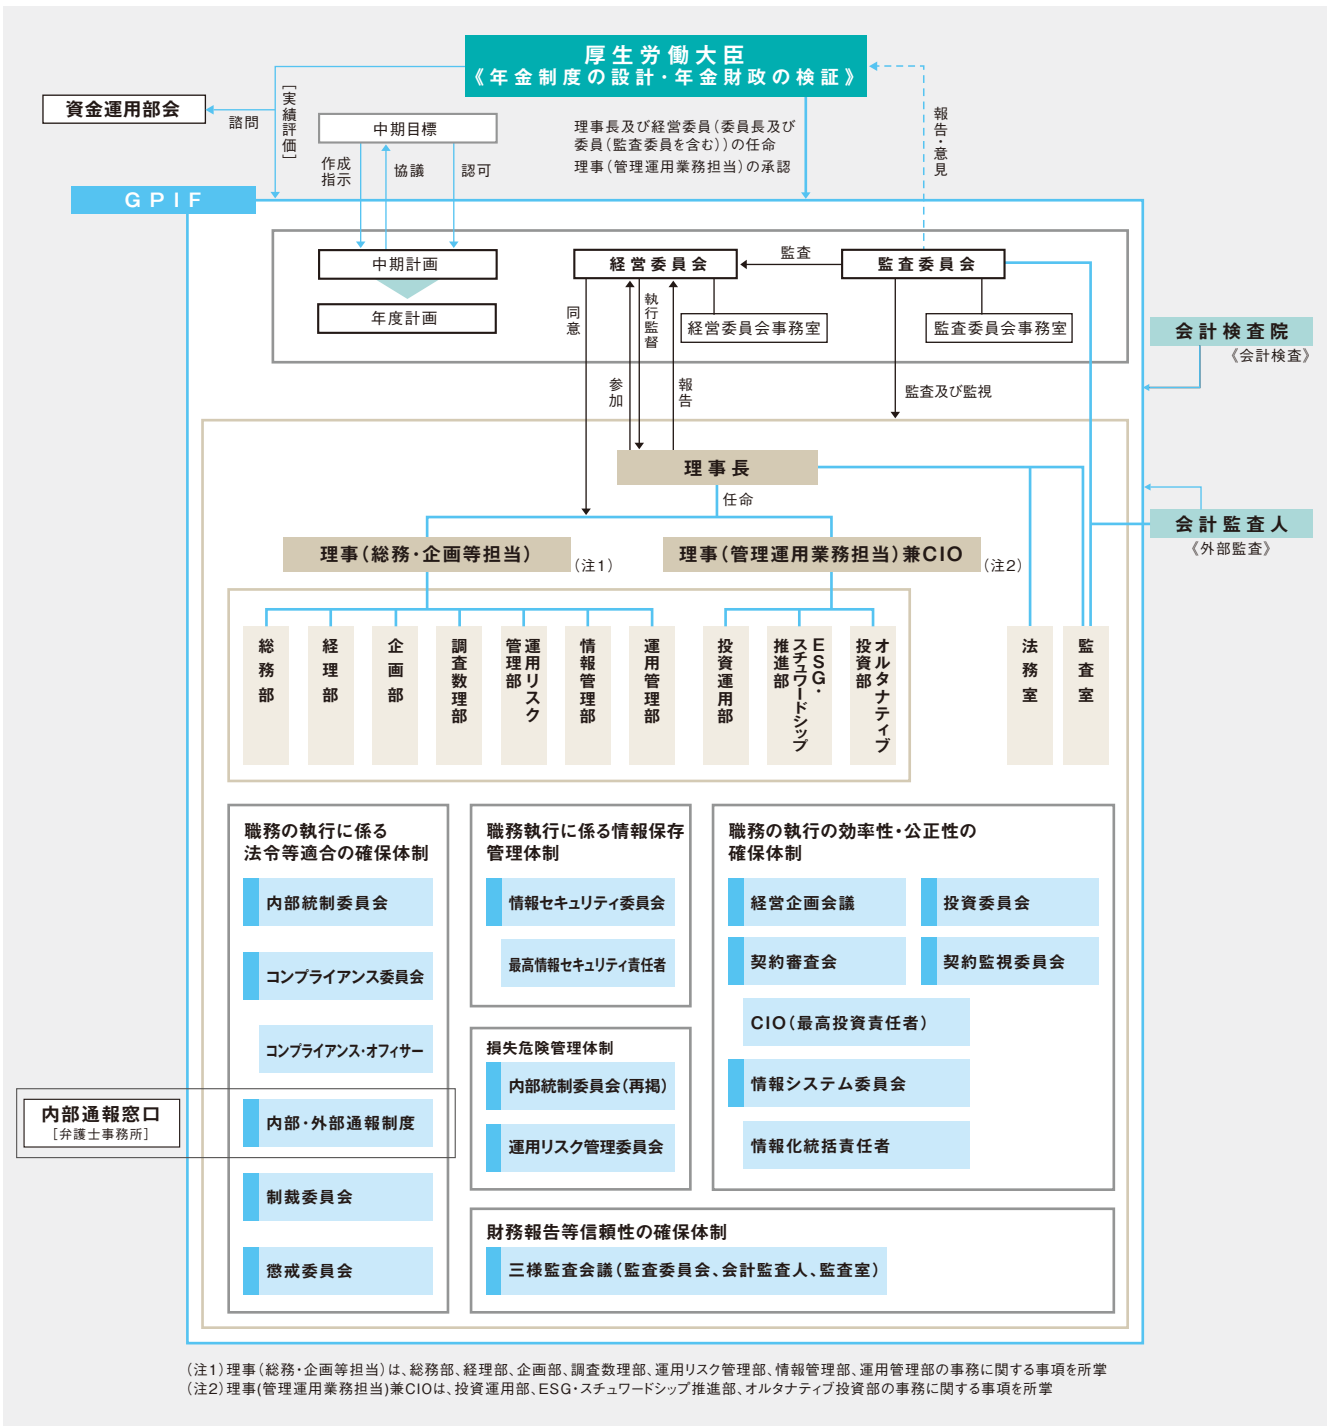 厚生労働大臣
《年金制度の設計・年金財政の検証》
資金運用部会
諮問
［実績評価］
中期目標
作成
指示
協議
認可
理事長及び経営委員（委員長及び
委員（監査委員を含む））の任命
理事（管理運用業務担当）の承認
報告・意見
GPIF
中期計画
年度計画
経営委員会
監査
監査委員会
経営委員会事務室
監査委員会事務室
同意
執行監督
参加
報告
監査及び監視
会計検査院
《会計検査》
理事長
任命
会計監査人
《外部監査》
理事（総務・企画等担当）
（注1）
理事（管理運用業務担当）兼CIO
（注2）
総務部
経理部
企画部
調査数理部
運用リスク
管理部
情報管理部
運用管理部
投資運用部
ESG・
スチュワードシップ
推進部
オルタナティブ
投資部
法務室
監査室
職務の執行に係る
法令等適合の確保体制
内部統制委員会
コンプライアンス委員会
コンプライアンス・オフィサー
内部・外部通報制度
内部通報窓口
［弁護士事務所］
制裁委員会
懲戒委員会
職務執行に係る情報保存
管理体制
情報セキュリティ委員会
最高情報セキュリティ責任者
損失危険管理体制
内部統制委員会（再掲）
運用リスク管理委員会
職務の執行の効率性・公正性の
確保体制
経営企画会議
投資委員会
契約審査会
契約監視委員会
CIO（最高投資責任者）
情報システム委員会
情報化統括責任者
財務報告等信頼性の確保体制
三様監査会議（監査委員会、会計監査人、監査室）
（注1）理事（総務・企画等担当）は、総務部、経理部、企画部、調査数理部、運用リスク管理部、情報管理部、運用管理部の事務に関する事項を所掌
（注2）理事(管理運用業務担当)兼CIOは、投資運用部、ESG・スチュワードシップ推進部、オルタナティブ投資部の事務に関する事項を所掌